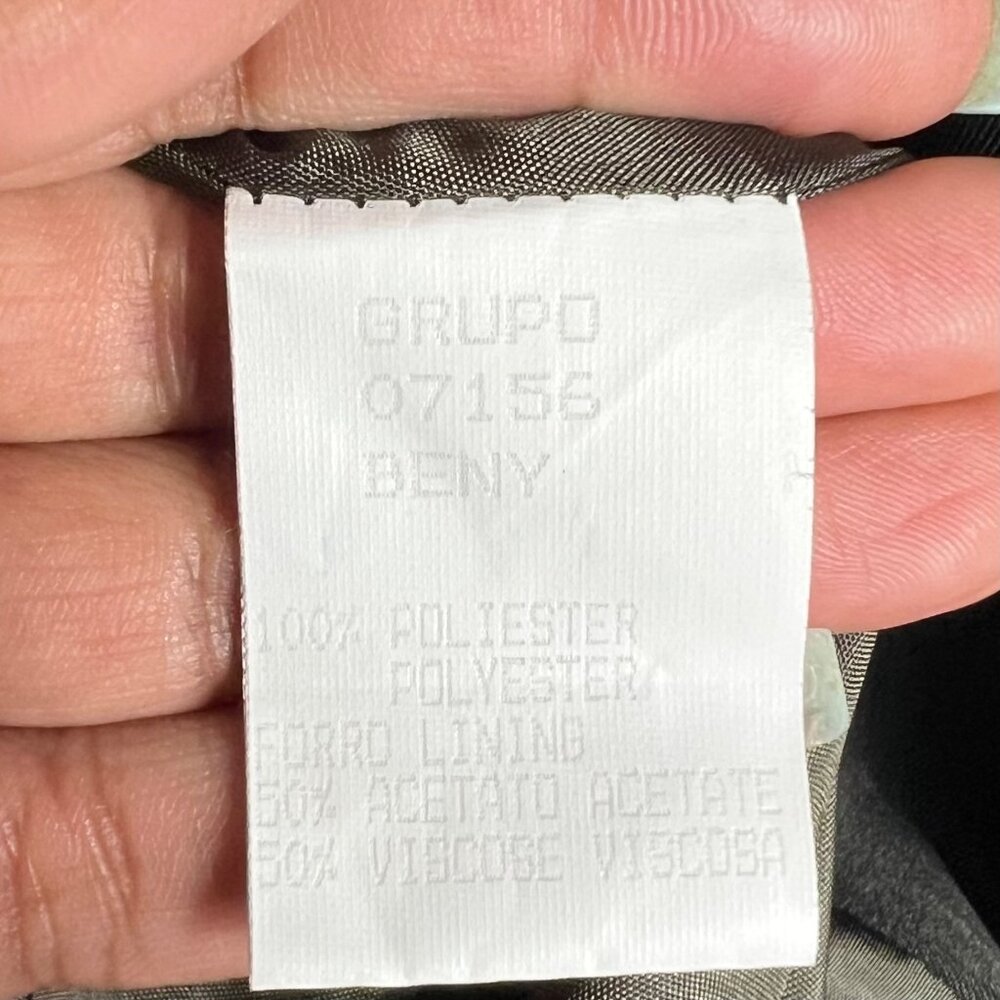 GRUPO
07156
BENY
100% POLIESTER
POLYESTER
FORRO LINING
50% ACETATO ACETATE
50% VISCOSE VISCOSA